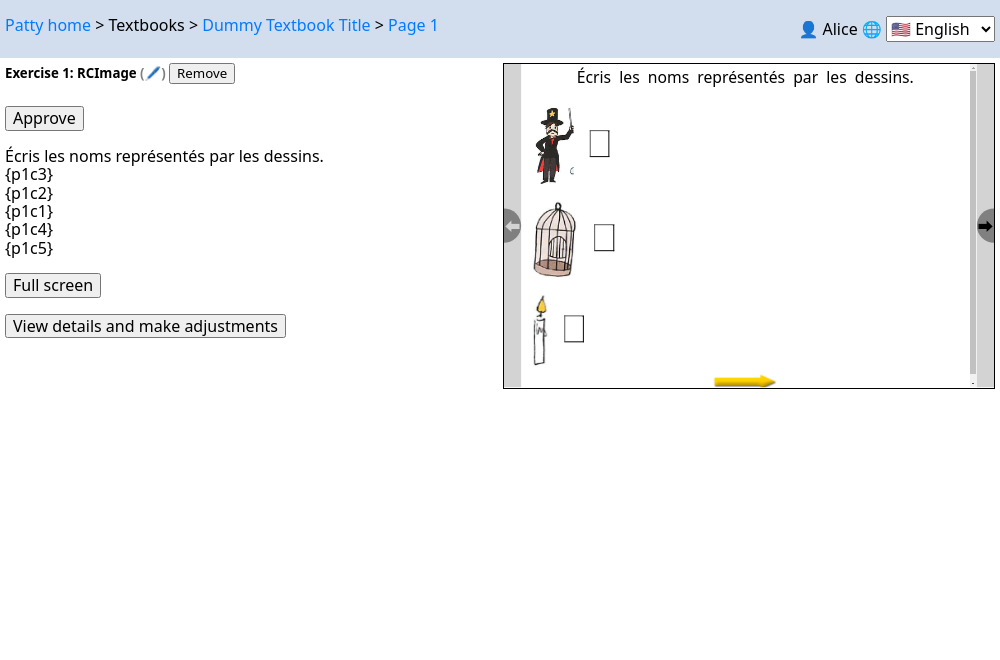 Patty home > Textbooks > Dummy Textbook Title > Page 1
👤 Alice 🌐 🇺🇸 English
Exercise 1: RCImage (🖊️) Remove
Approve
Écris les noms représentés par les dessins.
{p1c3}
{p1c2}
{p1c1}
{p1c4}
{p1c5}
Full screen
View details and make adjustments
Écris les noms représentés par les dessins.